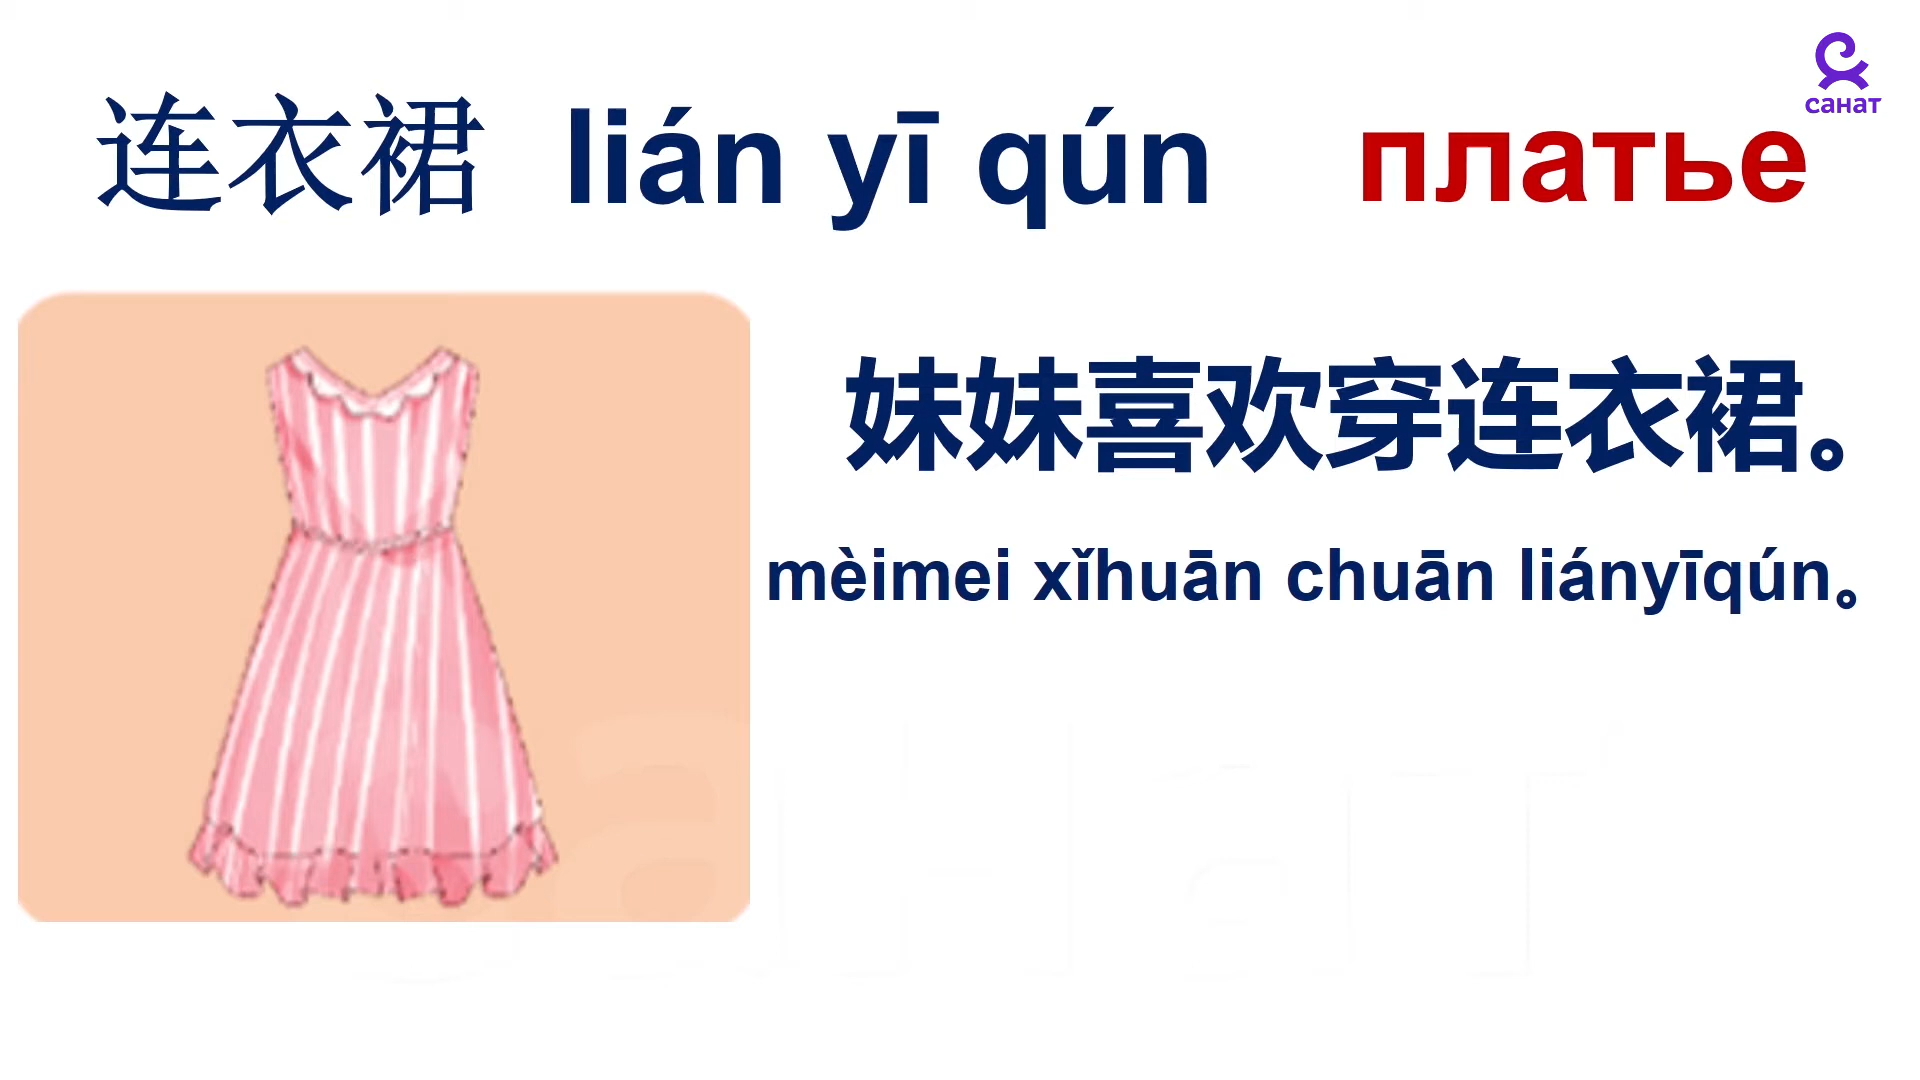 санат
连衣裙 lián yī qún платье
妹妹喜欢穿连衣裙。
mèimei xǐhuān chuān liányīqún。